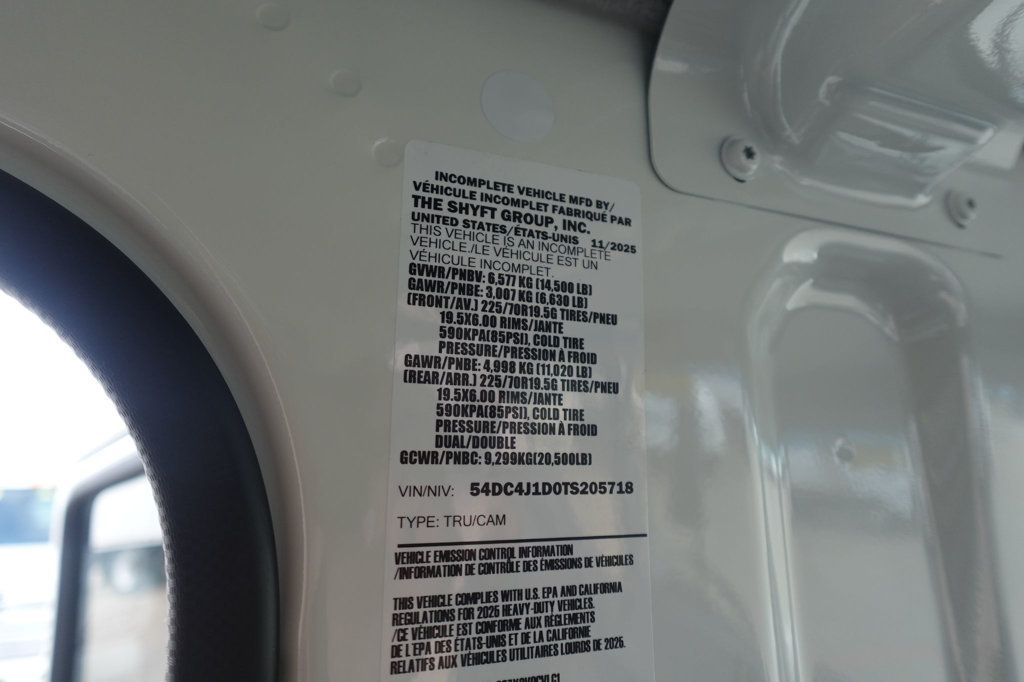 INCOMPLETE VEHICLE MFD BY/
VÉHICULE INCOMPLET FABRIQUÉ PAR
THE SHYFT GROUP, INC.
UNITED STATES/ÉTATS-UNIS 11/2025
THIS VEHICLE IS AN INCOMPLETE
VEHICLE./LE VÉHICULE EST UN
VÉHICULE INCOMPLET.
GVWR/PNBV: 6,577 KG (14,500 LB)
GAWR/PNBE: 3,007 KG (6,630 LB)
(FRONT/AV.) 225/70R19.5G TIRES/PNEU
19.5X6.00 RIMS/JANTE
590KPA(85PSI), COLD TIRE
PRESSURE/PRESSION À FROID
GAWR/PNBE: 4,998 KG (11,020 LB)
(REAR/ARR.) 225/70R19.5G TIRES/PNEU
19.5X6.00 RIMS/JANTE
590KPA(85PSI), COLD TIRE
PRESSURE/PRESSION À FROID
DUAL/DOUBLE
GCWR/PNBC: 9,299KG(20,500LB)
VIN/NIV: 54DC4J1D0TS205718
TYPE: TRU/CAM
VEHICLE EMISSION CONTROL INFORMATION
/INFORMATION DE CONTRÔLE DES ÉMISSIONS DE VÉHICULES
THIS VEHICLE COMPLIES WITH U.S. EPA AND CALIFORNIA
REGULATIONS FOR 2026 HEAVY-DUTY VEHICLES.
/CE VÉHICULE EST CONFORME AUX RÈGLEMENTS
DE L'EPA DES ÉTATS-UNIS ET DE LA CALIFORNIE
RELATIFS AUX VÉHICULES UTILITAIRES LOURDS DE 2026.